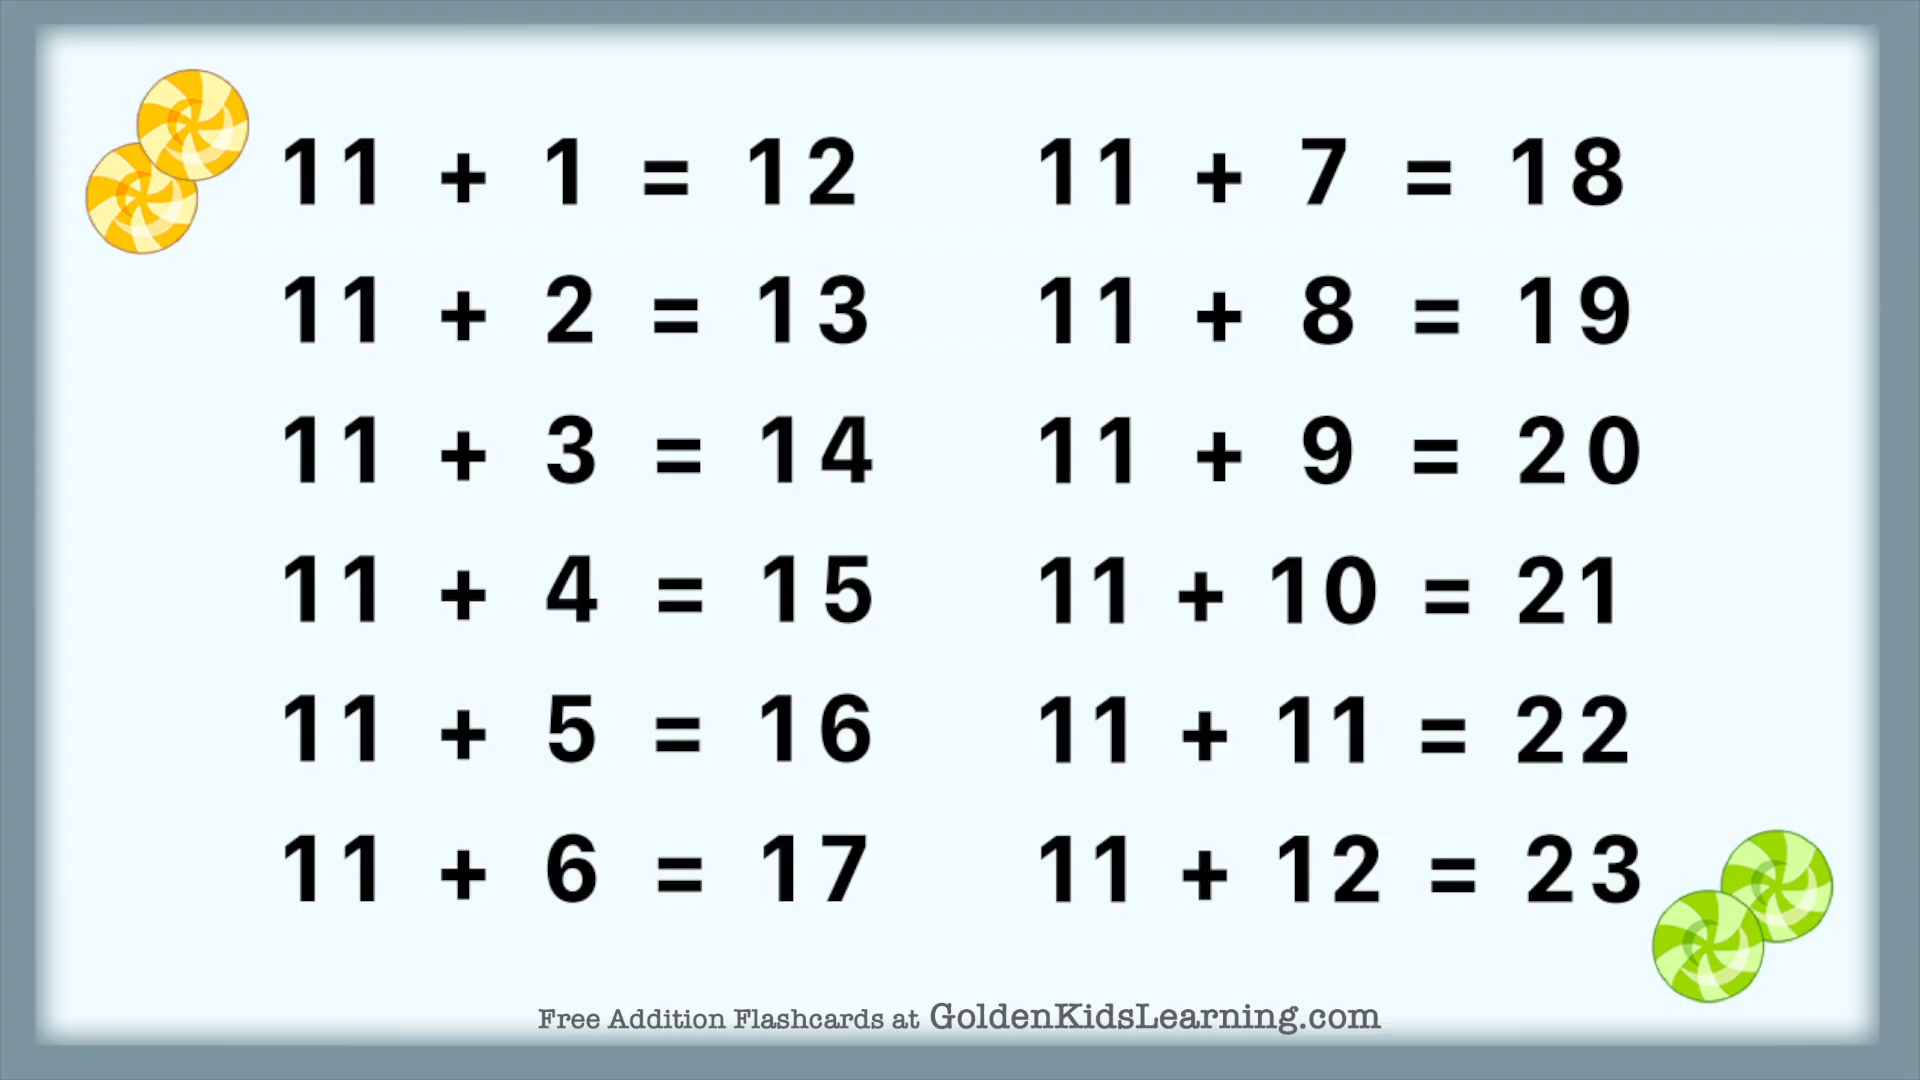 11 + 1 = 12
11 + 2 = 13
11 + 3 = 14
11 + 4 = 15
11 + 5 = 16
11 + 6 = 17
11 + 7 = 18
11 + 8 = 19
11 + 9 = 20
11 + 10 = 21
11 + 11 = 22
11 + 12 = 23
Free Addition Flashcards at GoldenKidsLearning.com